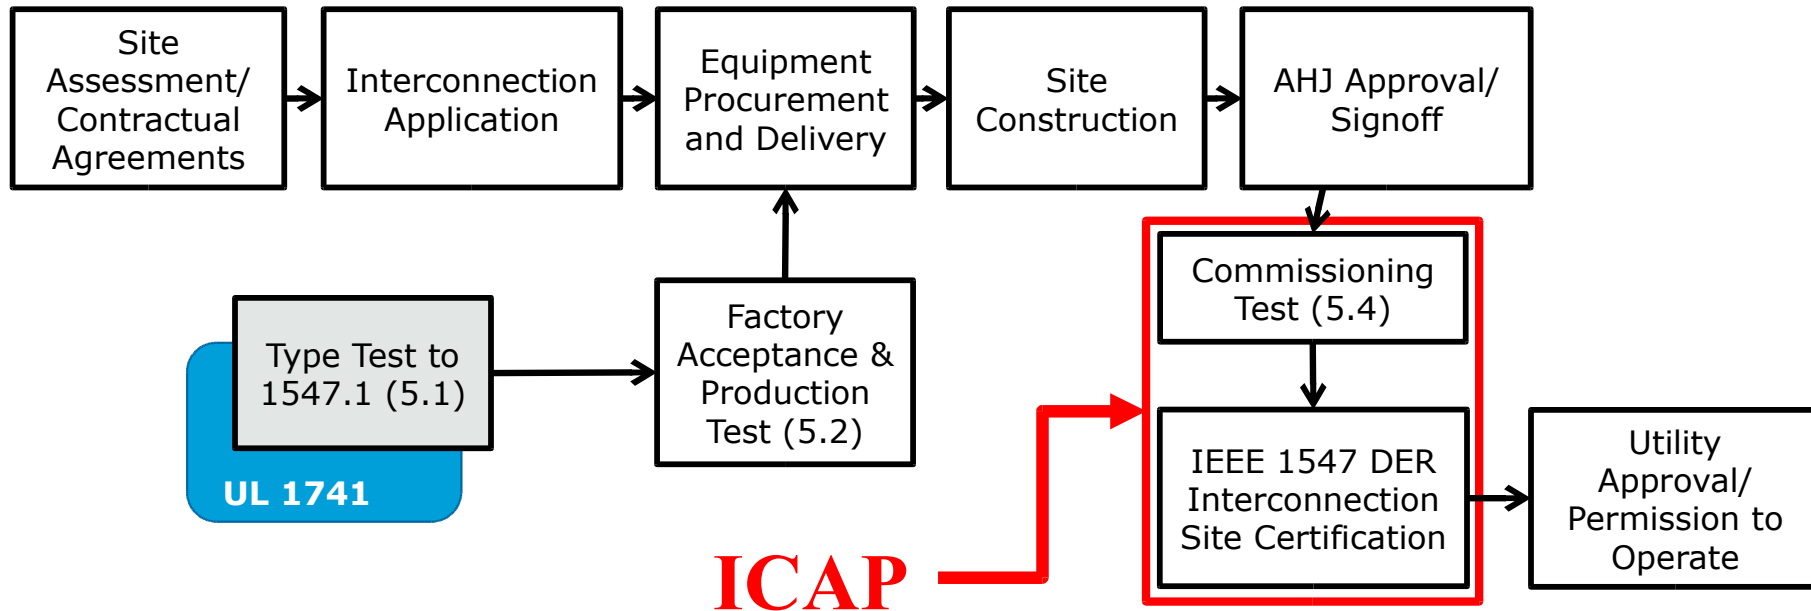 Site
Assessment/
Contractual
Agreements
Interconnection
Application
Equipment
Procurement
and Delivery
Site
Construction
AHJ Approval/
Signoff
Type Test to
1547.1 (5.1)
UL 1741
Factory
Acceptance &
Production
Test (5.2)
Commissioning
Test (5.4)
IEEE 1547 DER
Interconnection
Site Certification
Utility
Approval/
Permission to
Operate
ICAP